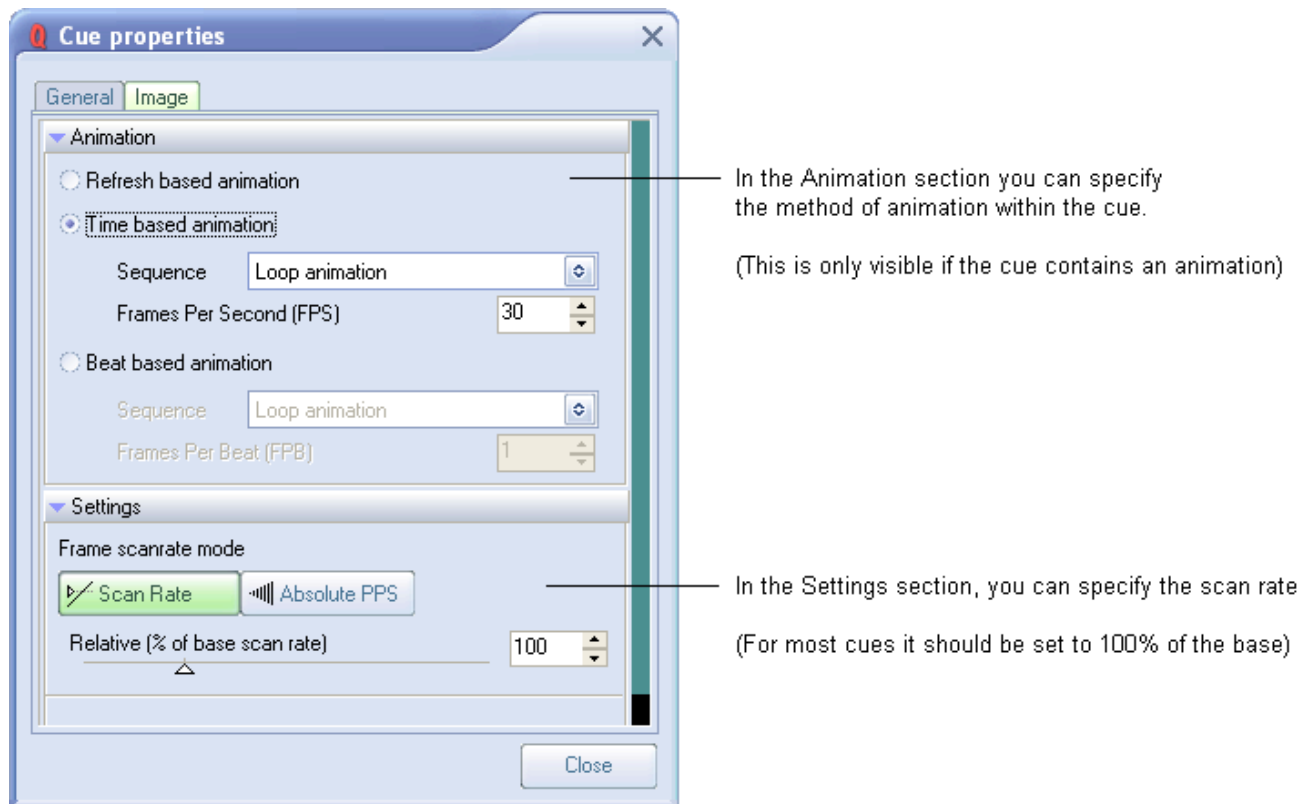 Cue properties
General Image
Animation
Refresh based animation
Time based animation
Sequence Loop animation
Frames Per Second (FPS) 30
Beat based animation
Sequence Loop animation
Frames Per Beat (FPB) 1
Settings
Frame scanrate mode
Scan Rate Absolute PPS
Relative (% of base scan rate) 100
Close
In the Animation section you can specify
the method of animation within the cue.
(This is only visible if the cue contains an animation)
In the Settings section, you can specify the scan rate
(For most cues it should be set to 100% of the base)